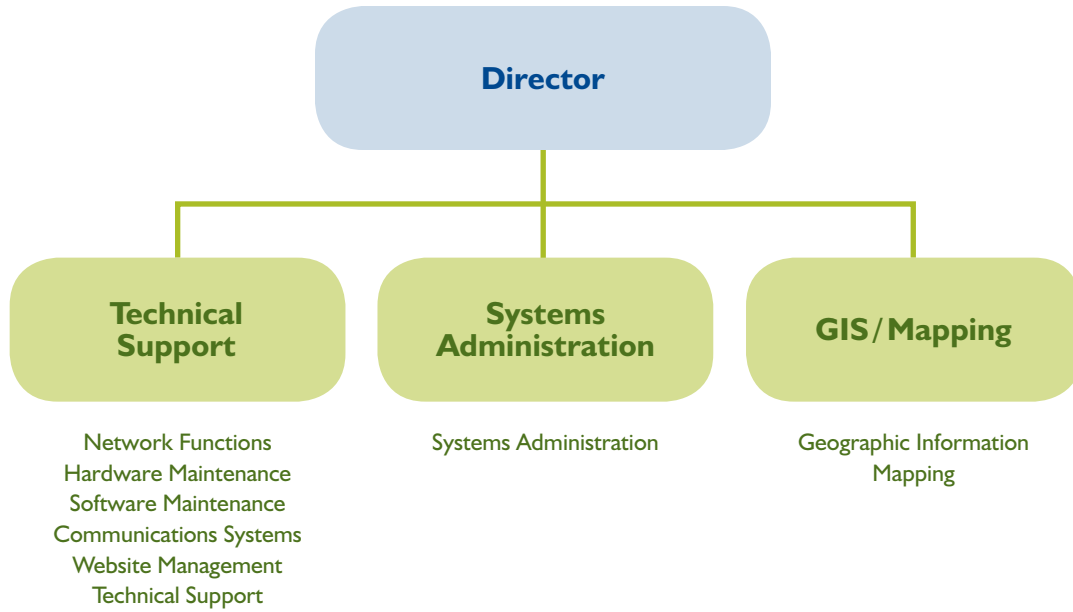 Director
Technical
Support
Systems
Administration
GIS/Mapping
Network Functions
Hardware Maintenance
Software Maintenance
Communications Systems
Website Management
Technical Support
Systems Administration
Geographic Information
Mapping